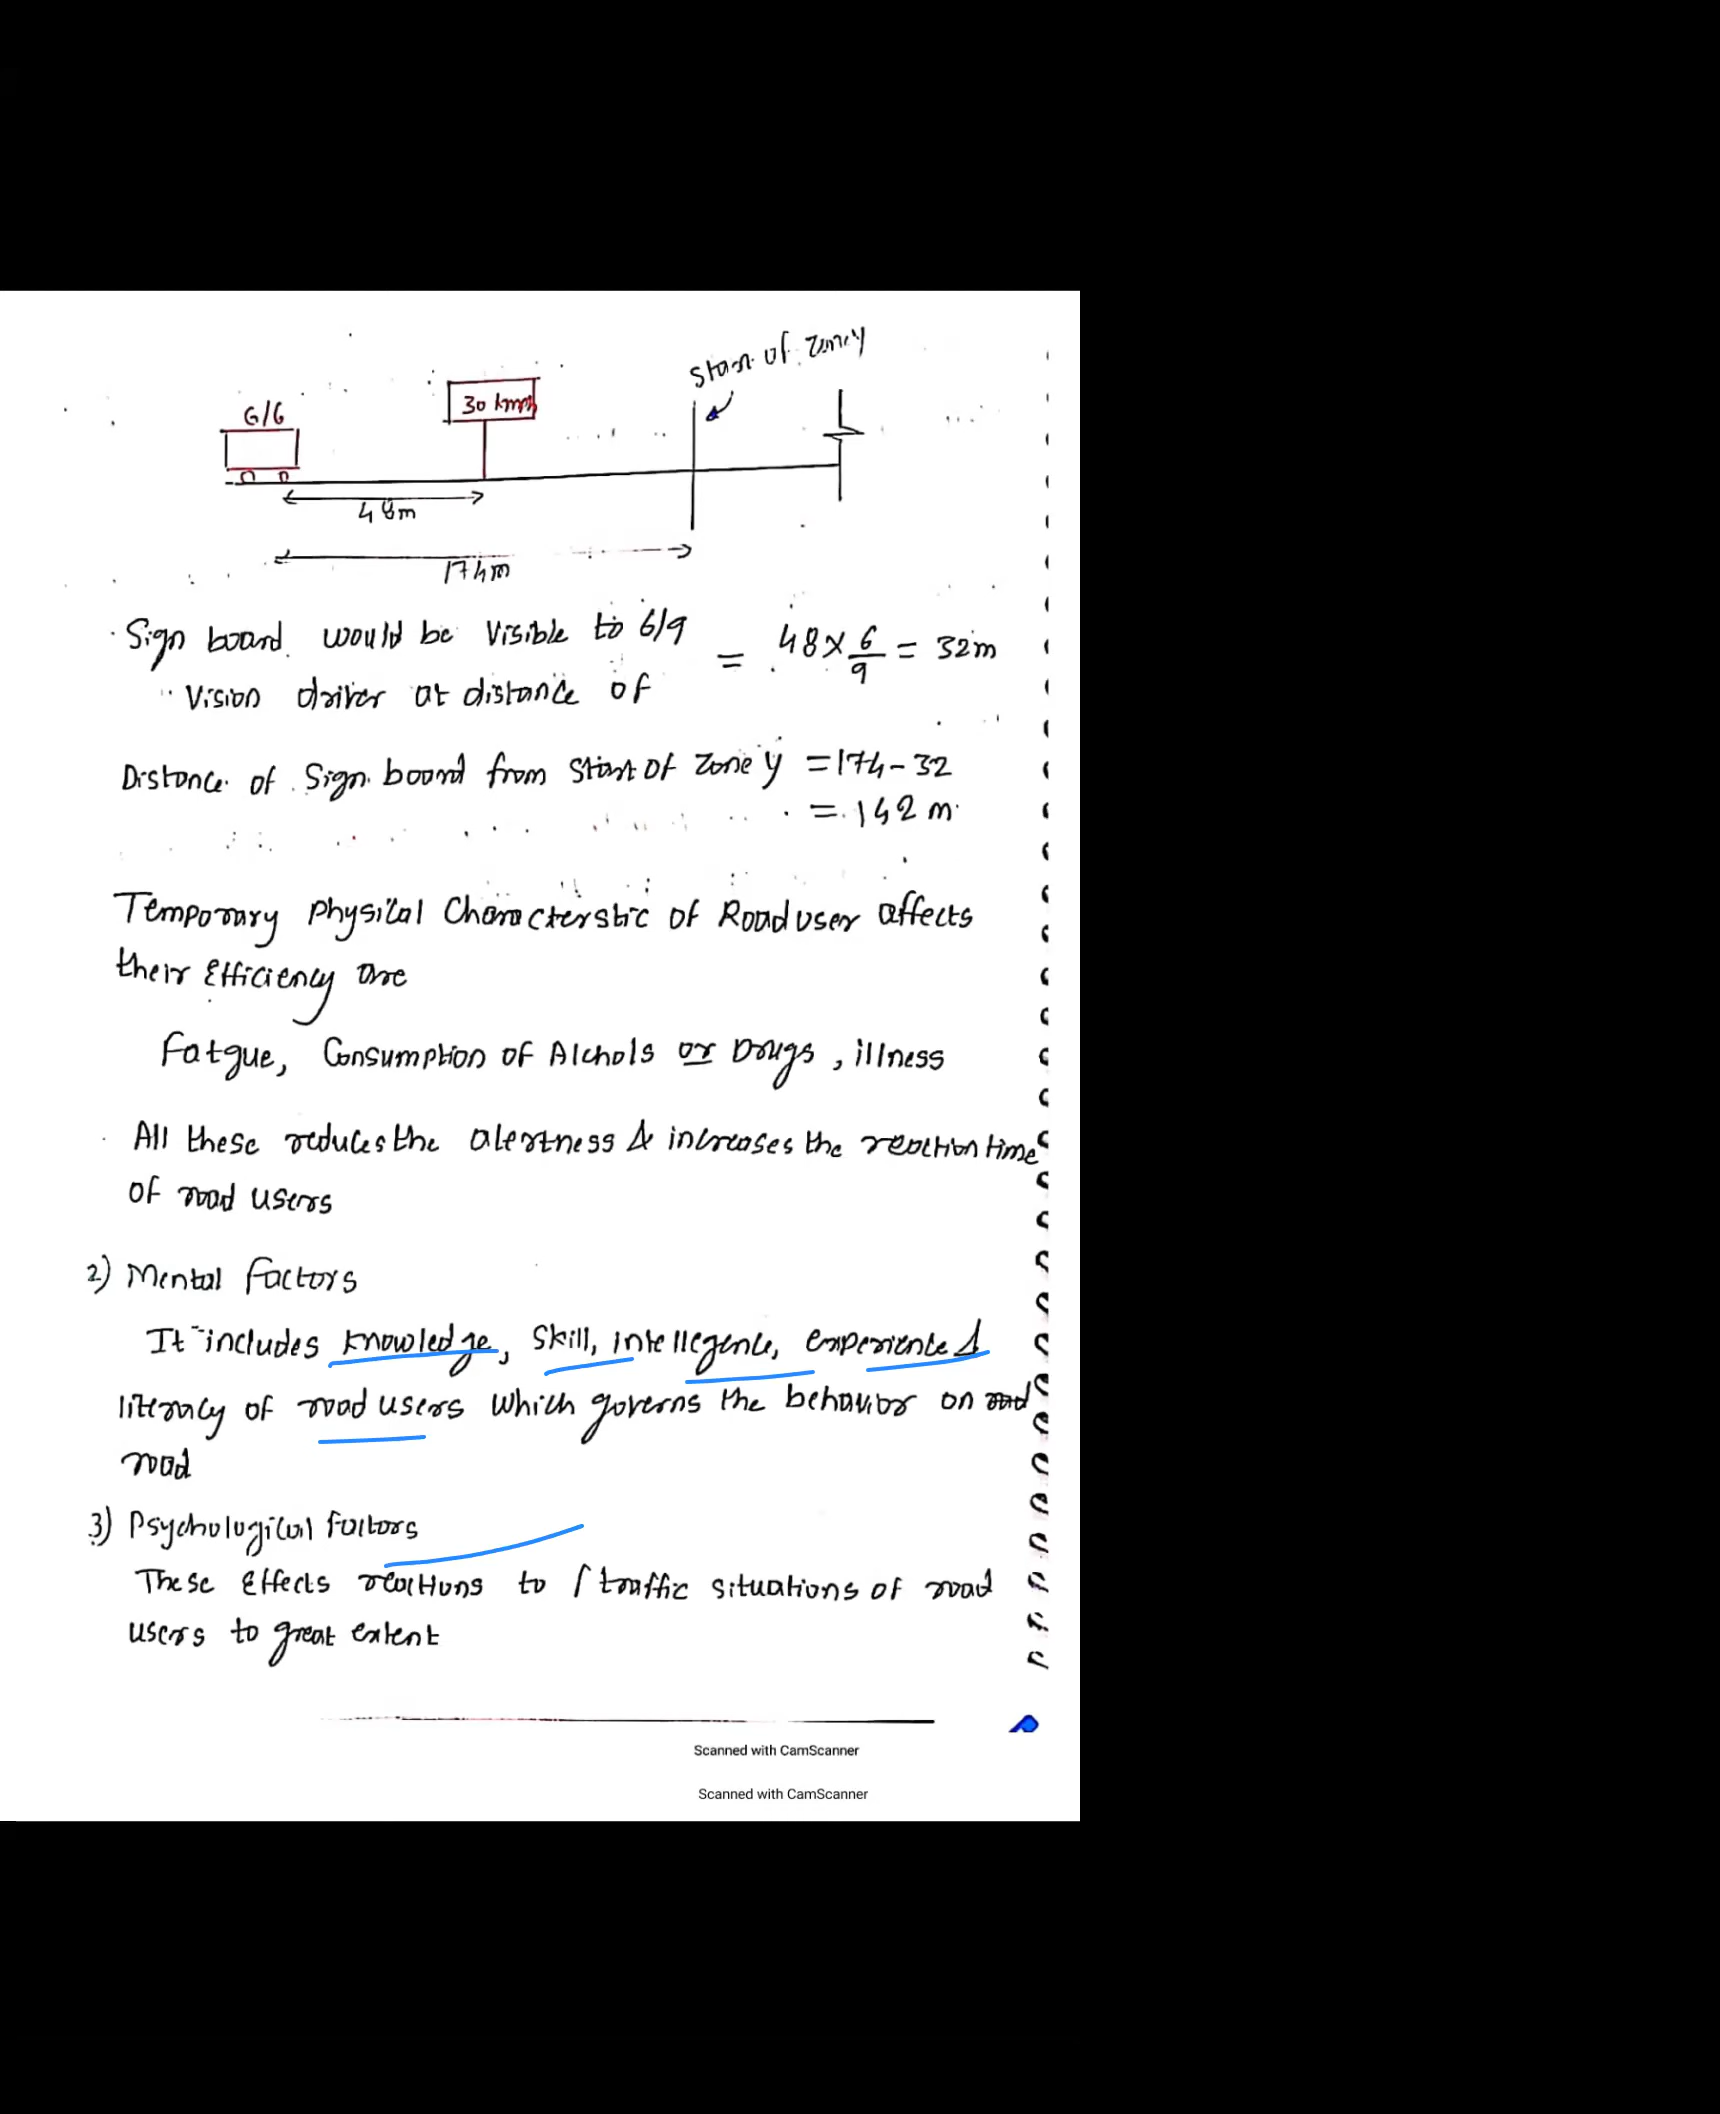 Start of Zone y
30 kmph
6/6
48m
174m
Sign board would be visible to 6/9 = 48 × 6/9 = 32m
Vision driver at distance of
Distance of Sign board from start of zone y = 174 - 32
= 142 m
Temporary Physical Characterstic of Road user affects
their Efficiency are
Fatgue, Consumption of Alchols or Drugs, illness
All these reduces the alertness & increases the reaction time
of road users
2) Mental factors
It includes knowledge, skill, intellegence, experience &
literacy of road users which governs the behavior on road
road
3) Psychological Factors
These Effects reactions to traffic situations of road
users to great extent
Scanned with CamScanner
Scanned with CamScanner